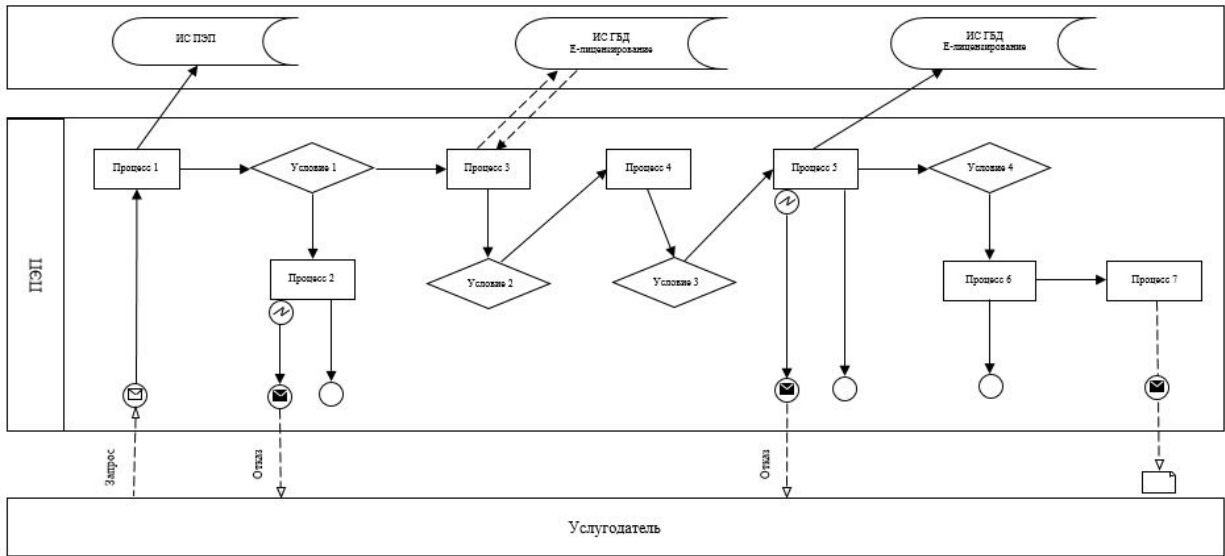 ИС ПЭП
ИС ГБД
Е-лицензирование
ИС ГБД
Е-лицензирование
ПЭП
Процесс 1
Условие 1
Процесс 3
Процесс 4
Процесс 5
Условие 4
Процесс 2
Условие 2
Условие 3
Процесс 6
Процесс 7
Запрос
Отказ
Отказ
Услугодатель